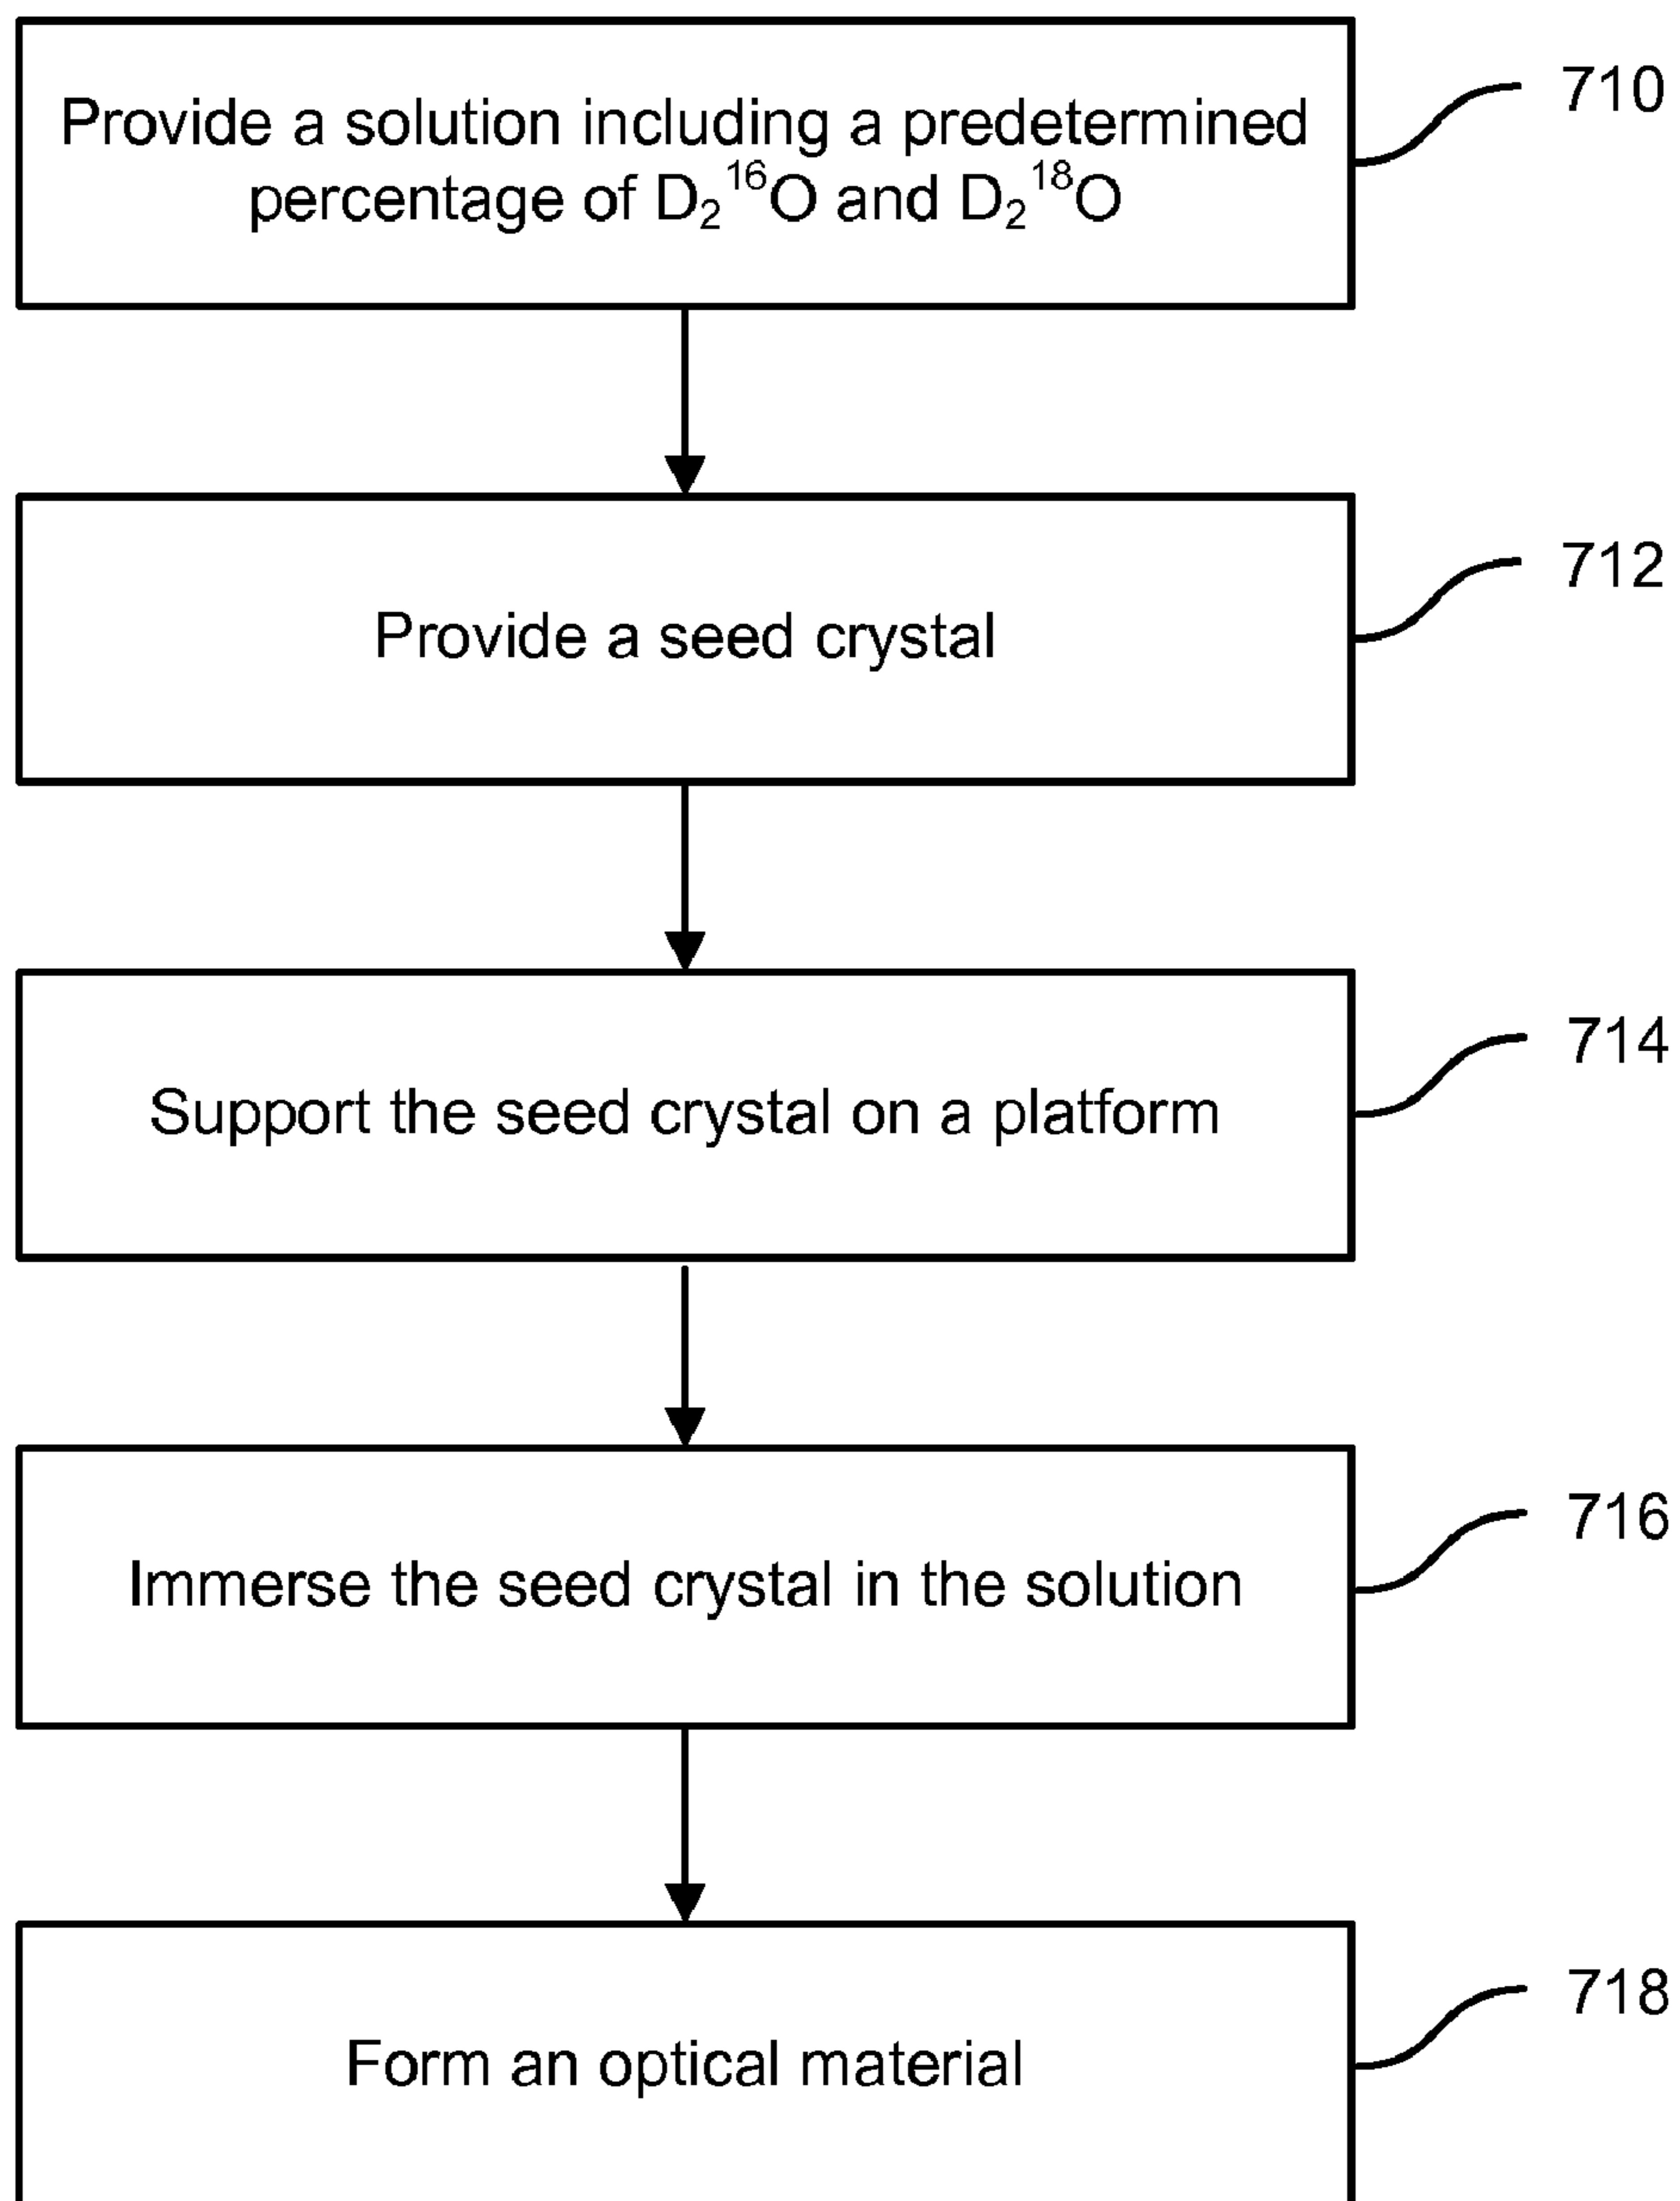 Provide a solution including a predetermined
percentage of D₂¹⁶O and D₂¹⁸O
710
Provide a seed crystal
712
Support the seed crystal on a platform
714
Immerse the seed crystal in the solution
716
Form an optical material
718